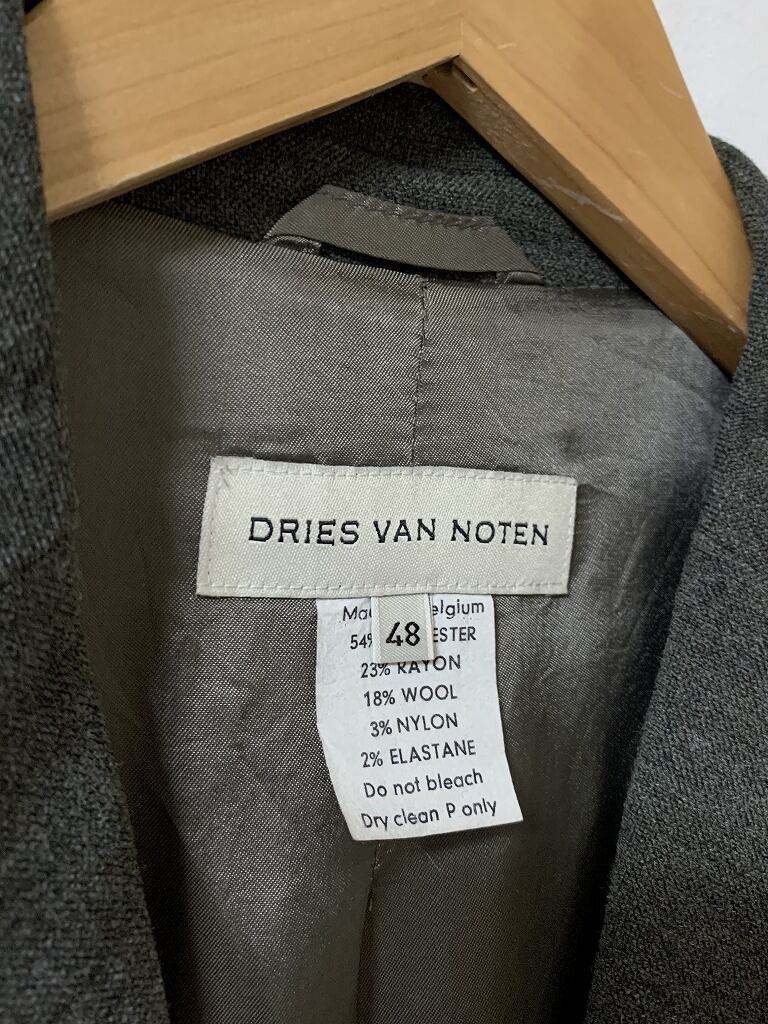 DRIES VAN NOTEN
48
23% RAYON
18% WOOL
3% NYLON
2% ELASTANE
Do not bleach
Dry clean P only